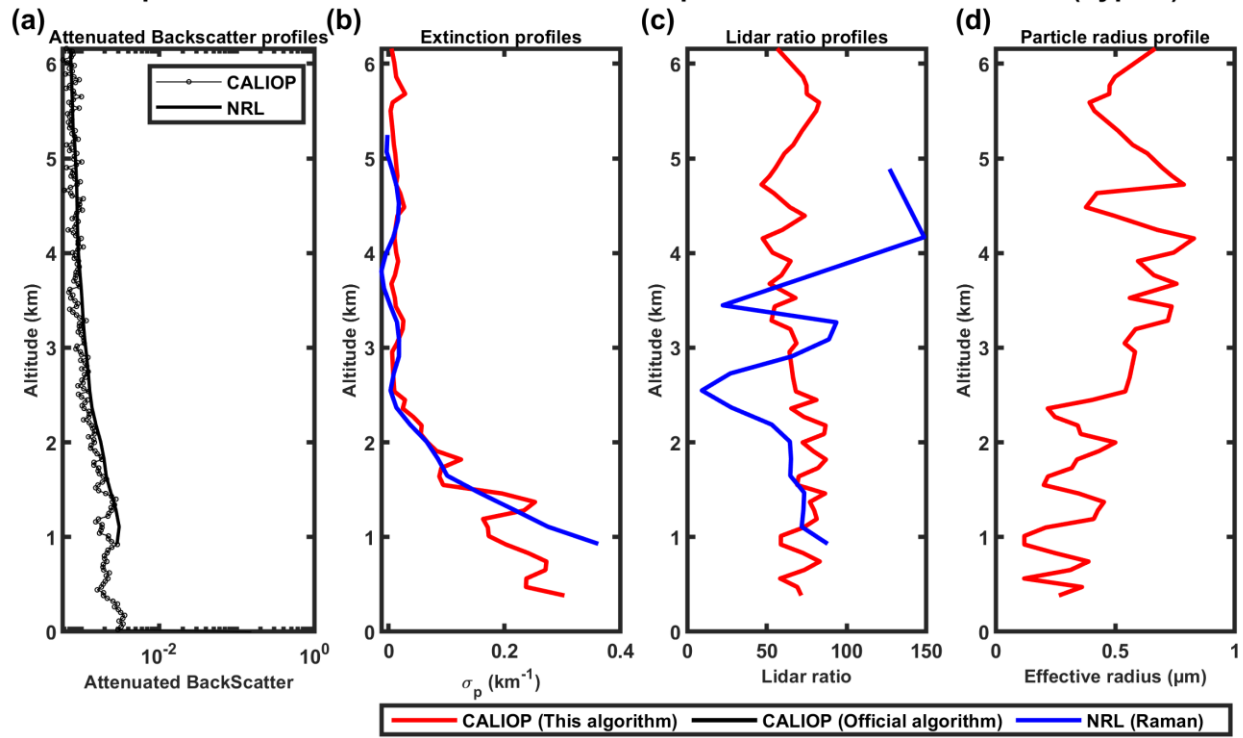 (a)
Attenuated Backscatter profiles
CALIOP
NRL
Altitude (km)
6
5
4
3
2
1
0
10-2
100
Attenuated BackScatter
(b)
Extinction profiles
Altitude (km)
6
5
4
3
2
1
0
0
0.2
0.4
σp (km-1)
(c)
Lidar ratio profiles
Altitude (km)
6
5
4
3
2
1
0
0
50
100
150
Lidar ratio
(d)
Particle radius profile
Altitude (km)
6
5
4
3
2
1
0
0
0.5
1
Effective radius (μm)
CALIOP (This algorithm)
CALIOP (Official algorithm)
NRL (Raman)